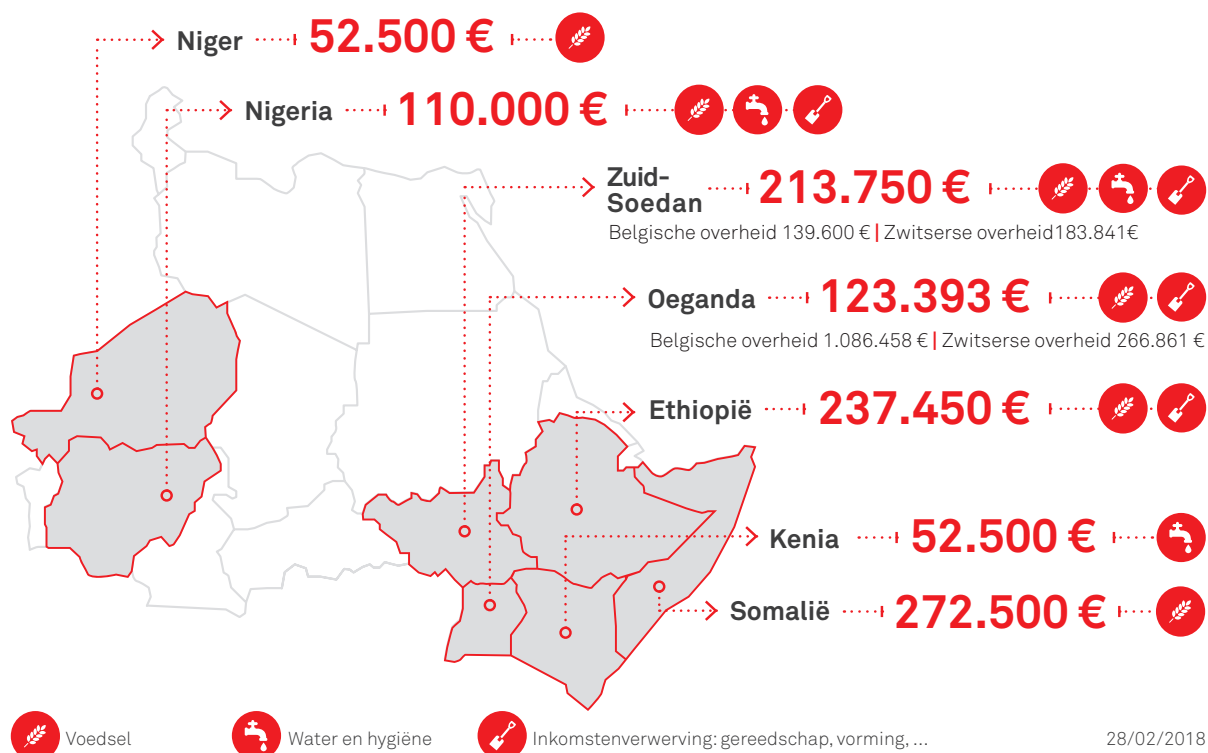 Niger 52.500 €
Nigeria 110.000 €
Zuid-
Soedan 213.750 €
Belgische overheid 139.600 € | Zwitserse overheid183.841€
Oeganda 123.393 €
Belgische overheid 1.086.458 € | Zwitserse overheid 266.861 €
Ethiopië 237.450 €
Kenia 52.500 €
Somalië 272.500 €
Voedsel Water en hygiëne Inkomstenverwerving: gereedschap, vorming, ... 28/02/2018